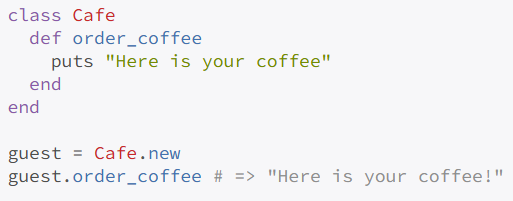 class Cafe
  def order_coffee
    puts "Here is your coffee"
  end
end

guest = Cafe.new
guest.order_coffee # => "Here is your coffee!"